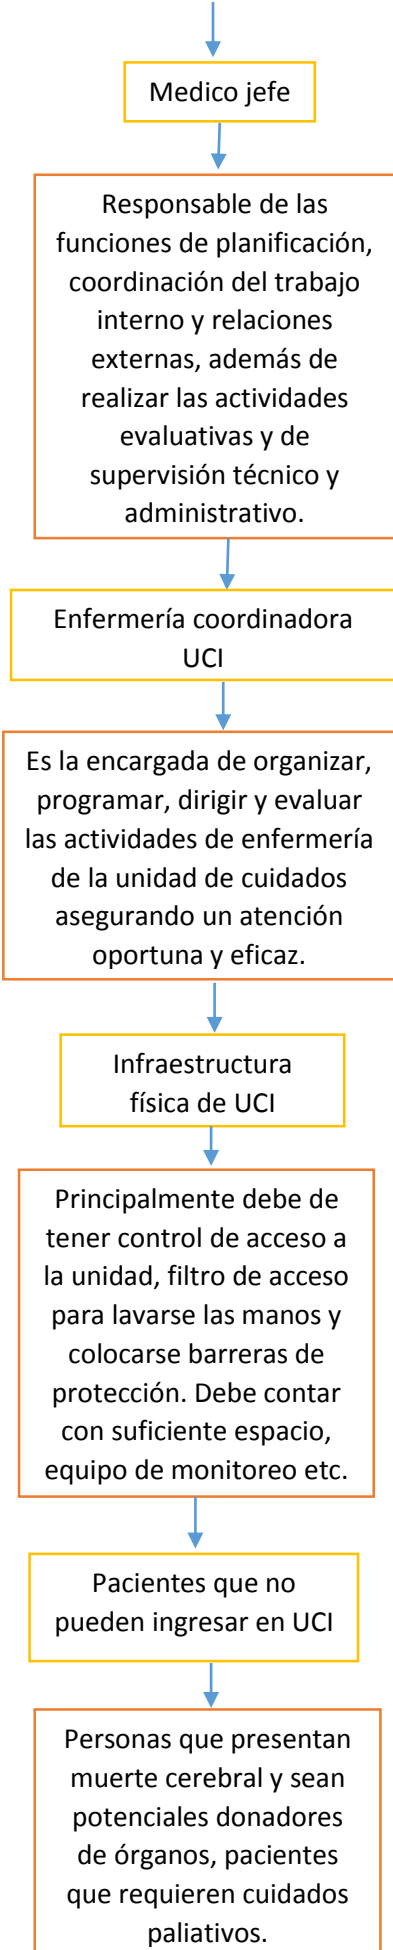 Medico jefe
Responsable de las
funciones de planificación,
coordinación del trabajo
interno y relaciones
externas, además de
realizar las actividades
evaluativas y de
supervisión técnico y
administrativo.
Enfermería coordinadora
UCI
Es la encargada de organizar,
programar, dirigir y evaluar
las actividades de enfermería
de la unidad de cuidados
asegurando un atención
oportuna y eficaz.
Infraestructura
física de UCI
Principalmente debe de
tener control de acceso a
la unidad, filtro de acceso
para lavarse las manos y
colocarse barreras de
protección. Debe contar
con suficiente espacio,
equipo de monitoreo etc.
Pacientes que no
pueden ingresar en UCI
Personas que presentan
muerte cerebral y sean
potenciales donadores
de órganos, pacientes
que requieren cuidados
paliativos.